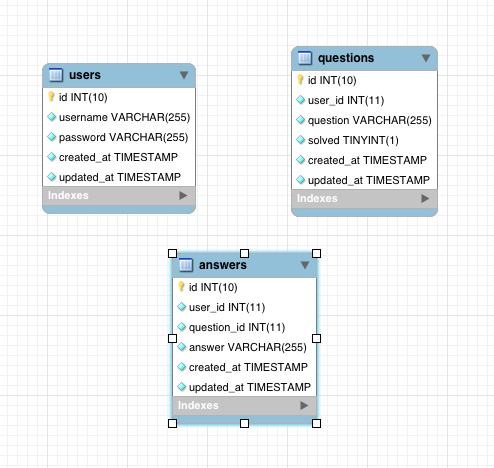 users
id INT(10)
username VARCHAR(255)
password VARCHAR(255)
created_at TIMESTAMP
updated_at TIMESTAMP
Indexes
questions
id INT(10)
user_id INT(11)
question VARCHAR(255)
solved TINYINT(1)
created_at TIMESTAMP
updated_at TIMESTAMP
Indexes
answers
id INT(10)
user_id INT(11)
question_id INT(11)
answer VARCHAR(255)
created_at TIMESTAMP
updated_at TIMESTAMP
Indexes